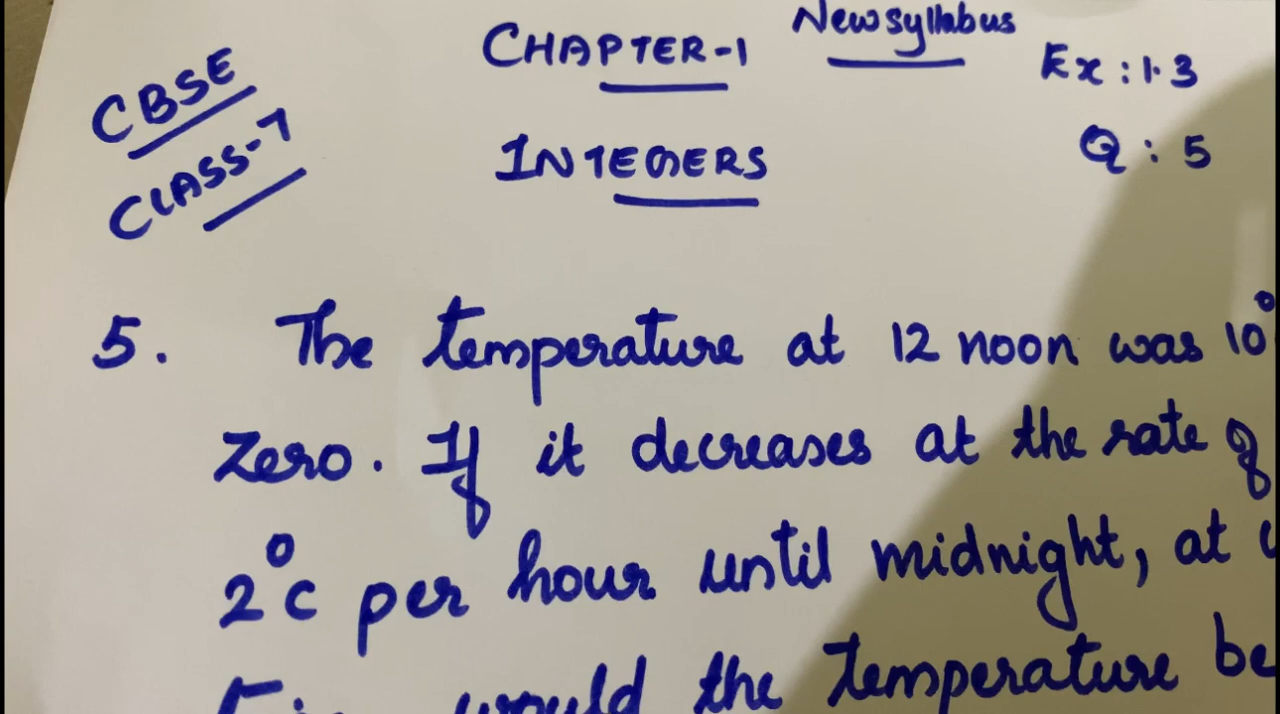 CBSE
CLASS-7
CHAPTER-1
New syllabus
INTEGERS
Ex : 1.3
Q : 5
5. The temperature at 12 noon was 10°
Zero. If it decreases at the rate of
2°C per hour until midnight, at
would the temperature be